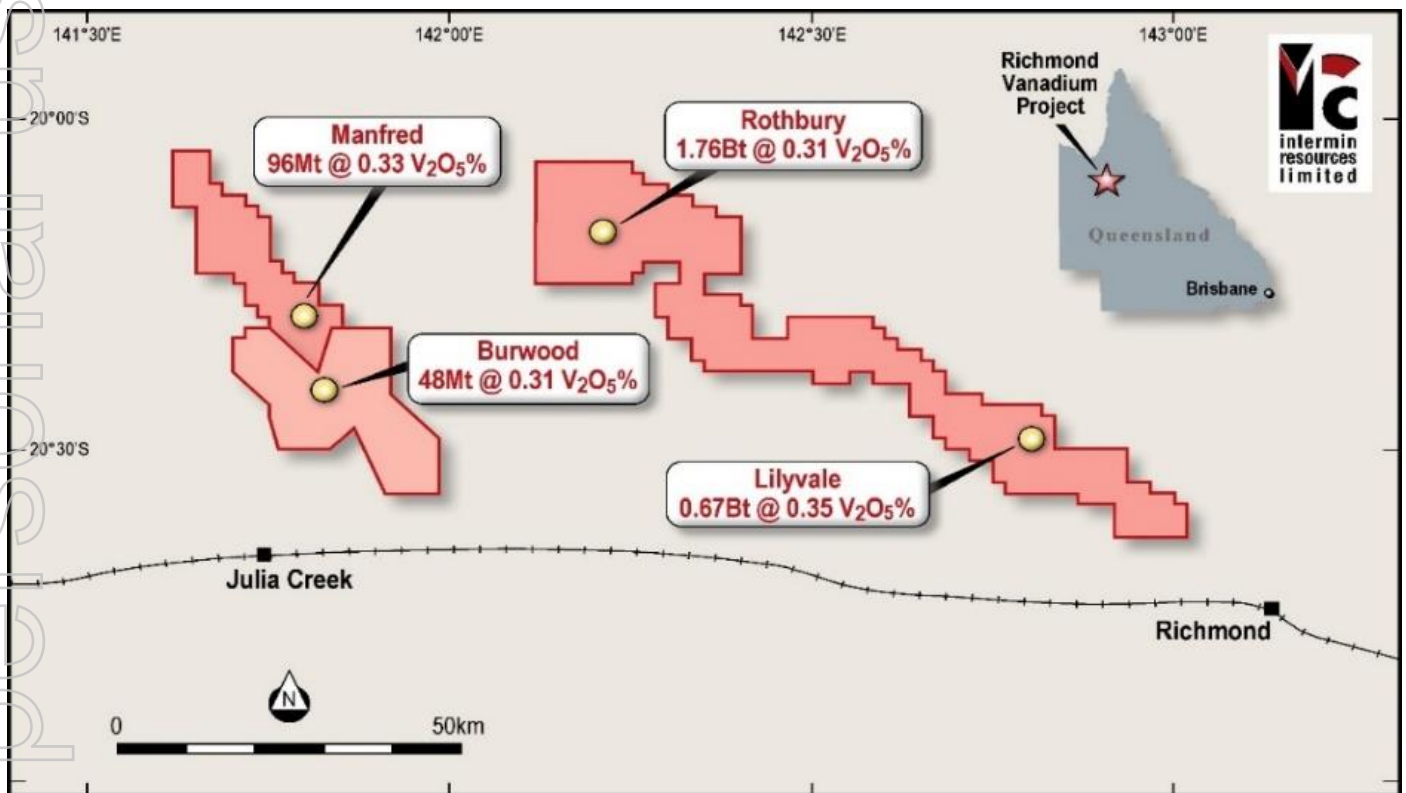 141°30'E
142°00'E
142°30'E
143°00'E
Richmond
Vanadium
Project
intermin
resources
limited
20°00'S
Manfred
96Mt @ 0.33 V₂O₅%
Rothbury
1.76Bt @ 0.31 V₂O₅%
Queensland
Brisbane
Burwood
48Mt @ 0.31 V₂O₅%
20°30'S
Lilyvale
0.67Bt @ 0.35 V₂O₅%
Julia Creek
Richmond
N
0
50km